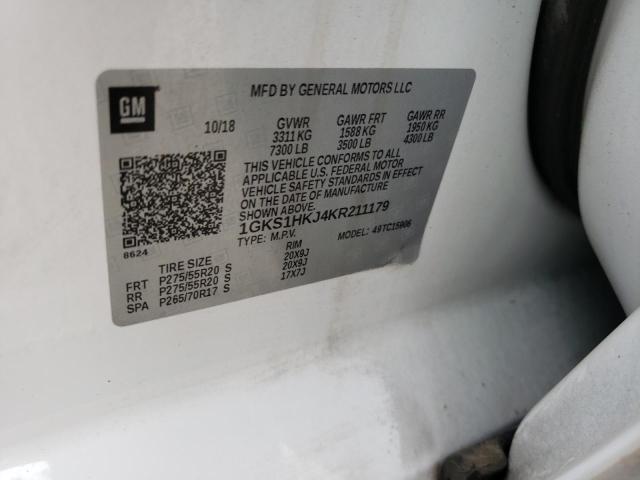 GM
MFD BY GENERAL MOTORS LLC
10/18 GVWR GAWR FRT GAWR RR
3311 KG 1588 KG 1950 KG
7300 LB 3500 LB 4300 LB
THIS VEHICLE CONFORMS TO ALL
APPLICABLE U.S. FEDERAL MOTOR
VEHICLE SAFETY STANDARDS IN EFFECT
ON THE DATE OF MANUFACTURE
SHOWN ABOVE.
1GKS1HKJ4KR211179
TYPE: M.P.V. MODEL: 49TC15906
8624
TIRE SIZE RIM
FRT P275/55R20 S 20X9J
RR P275/55R20 S 20X9J
SPA P265/70R17 S 17X7J